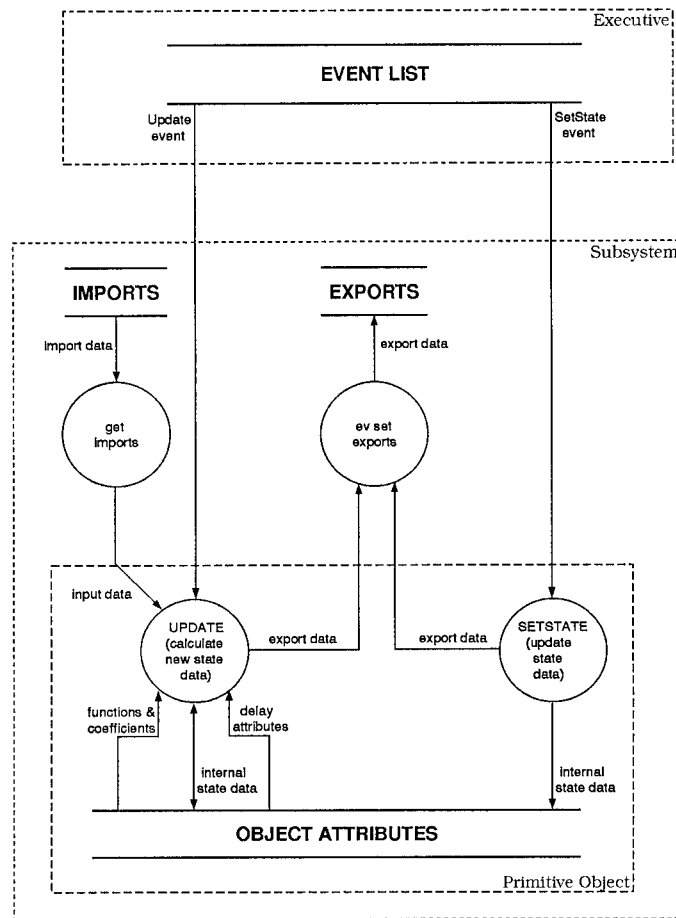 Executive
EVENT LIST
Update
event
SetState
event
Subsystem
IMPORTS
EXPORTS
import data
export data
get
imports
ev set
exports
input data
UPDATE
(calculate
new state
data)
export data
export data
SETSTATE
(update
state
data)
functions &
coefficients
delay
attributes
internal
state data
internal
state data
OBJECT ATTRIBUTES
Primitive Object